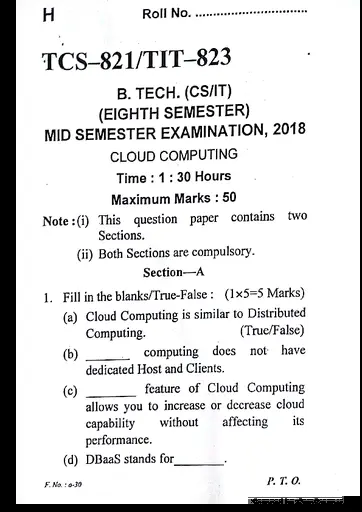 H Roll No. ..............................
TCS–821/TIT–823
B. TECH. (CS/IT)
(EIGHTH SEMESTER)
MID SEMESTER EXAMINATION, 2018
CLOUD COMPUTING
Time : 1 : 30 Hours
Maximum Marks : 50
Note : (i) This question paper contains two
Sections.
(ii) Both Sections are compulsory.
Section—A
1. Fill in the blanks/True-False : (1×5=5 Marks)
(a) Cloud Computing is similar to Distributed
Computing. (True/False)
(b) _______ computing does not have
dedicated Host and Clients.
(c) _______ feature of Cloud Computing
allows you to increase or decrease cloud
capability without affecting its
performance.
(d) DBaaS stands for_______.
F. No. : a-30 P. T. O.